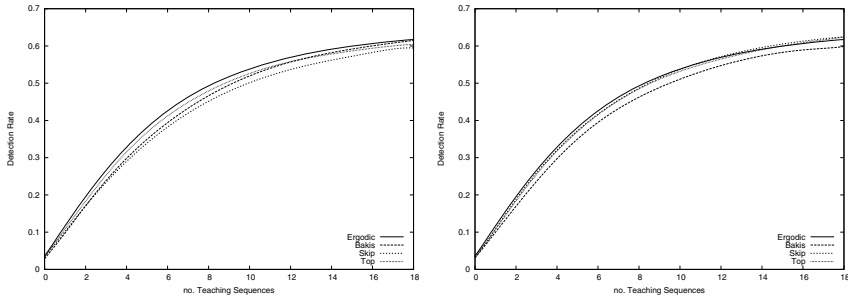 0.7
0.6
0.5
0.4
0.3
0.2
0.1
0
Detection Rate
0 2 4 6 8 10 12 14 16 18
no. Teaching Sequences
Ergodic
Bakis
Skip
Top
0.7
0.6
0.5
0.4
0.3
0.2
0.1
0
Detection Rate
0 2 4 6 8 10 12 14 16 18
no. Teaching Sequences
Ergodic
Bakis
Skip
Top